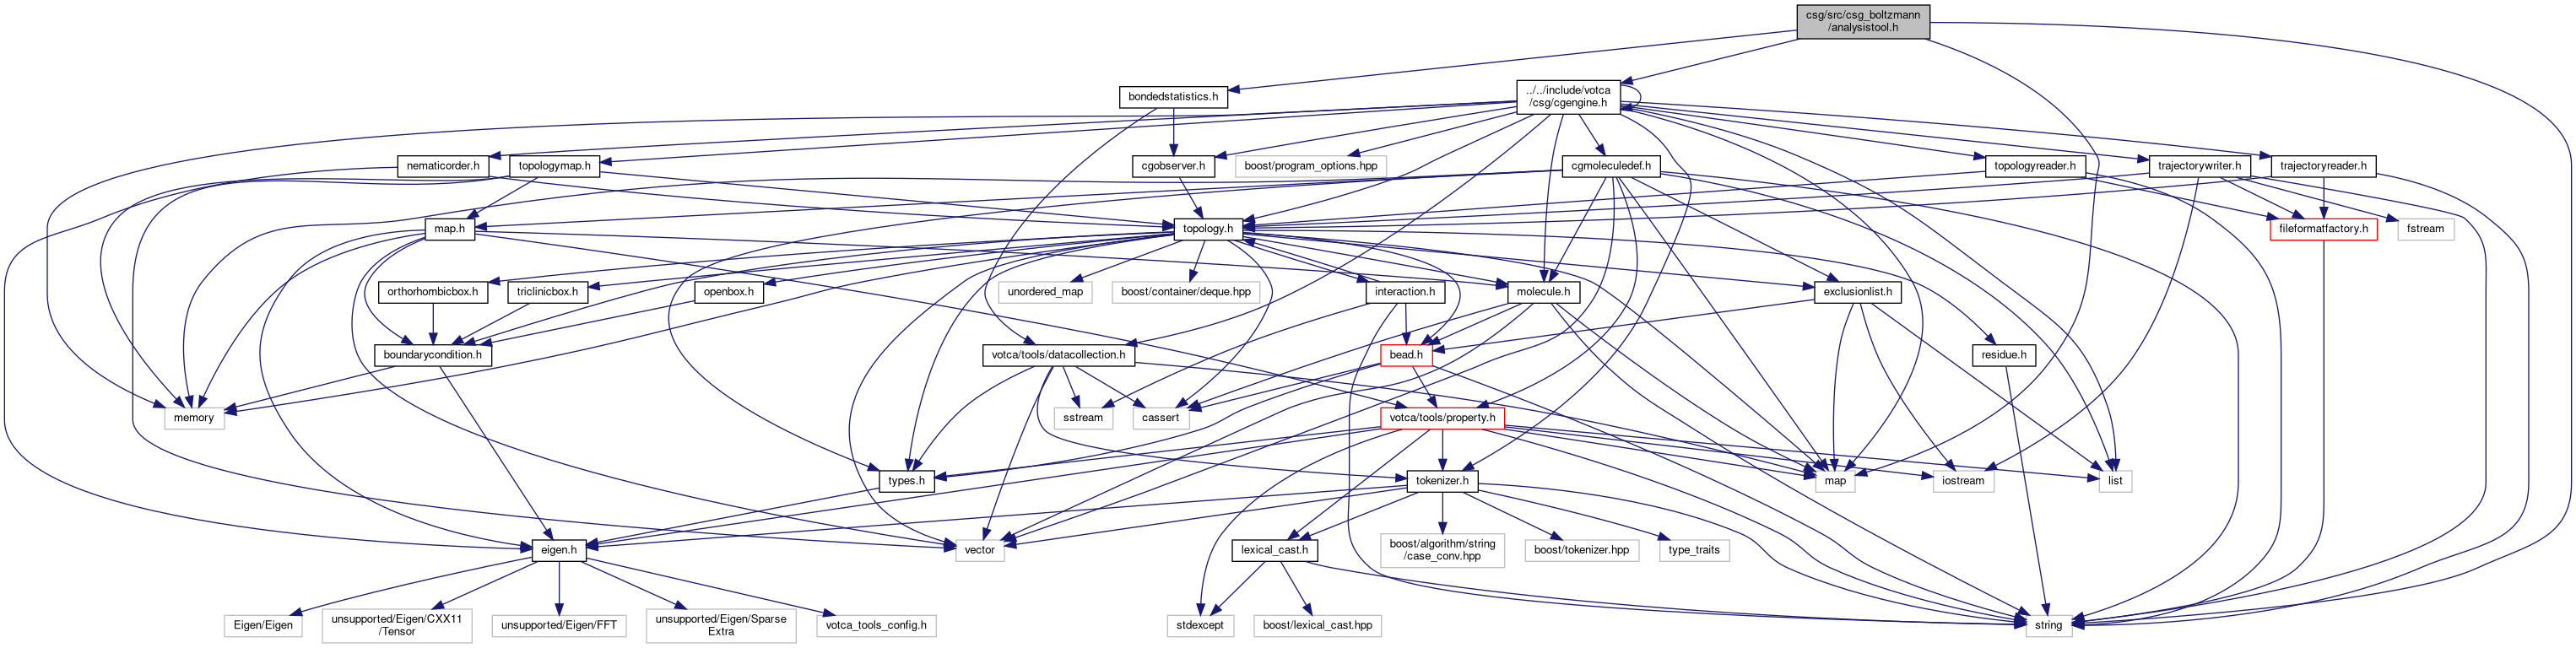 csg/src/csg_boltzmann
/analysistool.h
bondedstatistics.h
../../include/votca
/csg/cgengine.h
nematicorder.h
topologymap.h
cgobserver.h
boost/program_options.hpp
cgmoleculedef.h
topologyreader.h
trajectorywriter.h
trajectoryreader.h
map.h
topology.h
fileformatfactory.h
fstream
orthorhombicbox.h
triclinicbox.h
openbox.h
unordered_map
boost/container/deque.hpp
interaction.h
molecule.h
exclusionlist.h
boundarycondition.h
votca/tools/datacollection.h
bead.h
residue.h
memory
sstream
cassert
votca/tools/property.h
types.h
tokenizer.h
map
iostream
list
eigen.h
vector
lexical_cast.h
boost/algorithm/string
/case_conv.hpp
boost/tokenizer.hpp
type_traits
Eigen/Eigen
unsupported/Eigen/CXX11
/Tensor
unsupported/Eigen/FFT
unsupported/Eigen/Sparse
Extra
votca_tools_config.h
stdexcept
boost/lexical_cast.hpp
string